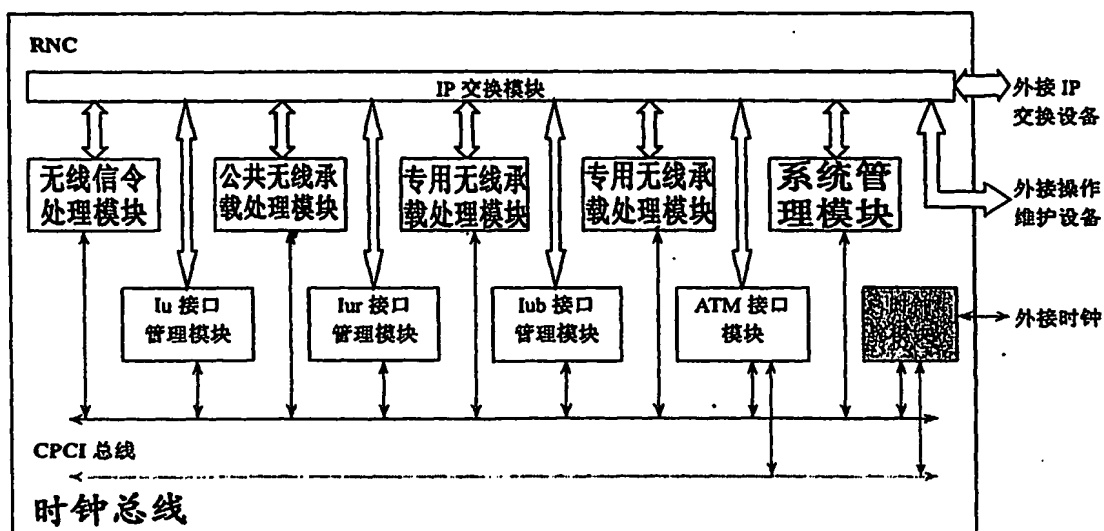 RNC
IP 交换模块
外接 IP
交换设备
无线信令
处理模块
公共无线承
载处理模块
专用无线承
载处理模块
专用无线承
载处理模块
系统管
理模块
外接操作
维护设备
Iu 接口
管理模块
Iur 接口
管理模块
Iub 接口
管理模块
ATM 接口
模块
外接时钟
CPCI 总线
时钟总线